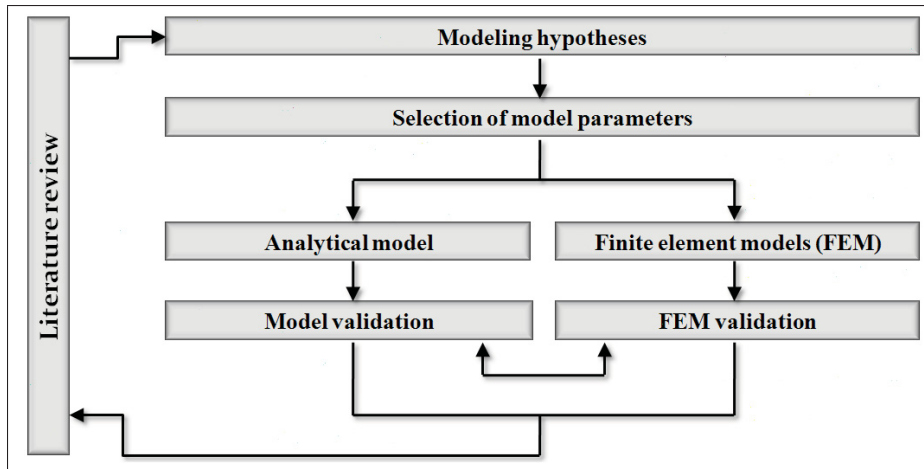 Literature review
Modeling hypotheses
Selection of model parameters
Analytical model
Finite element models (FEM)
Model validation
FEM validation